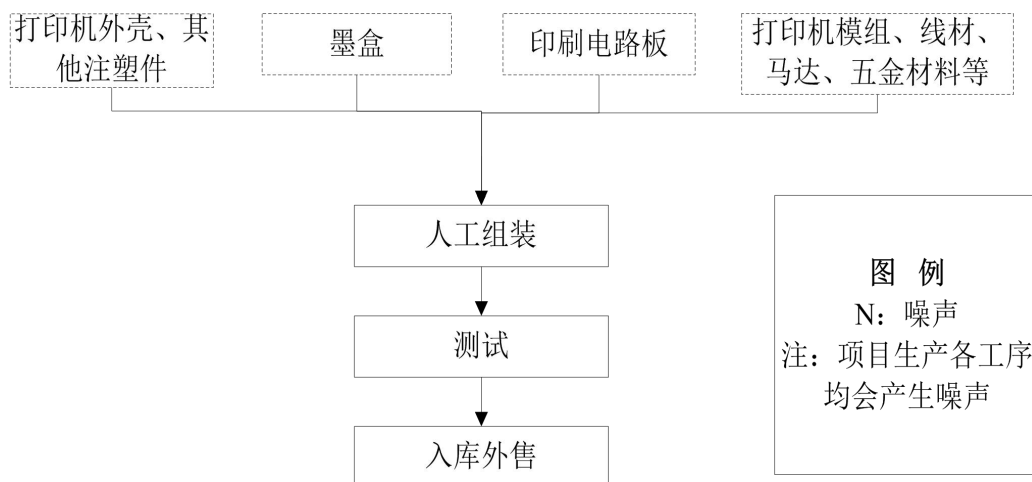 打印机外壳、其
他注塑件
墨盒
印刷电路板
打印机模组、线材、
马达、五金材料等
人工组装
测试
入库外售
图 例
N：噪声
注：项目生产各工序
均会产生噪声